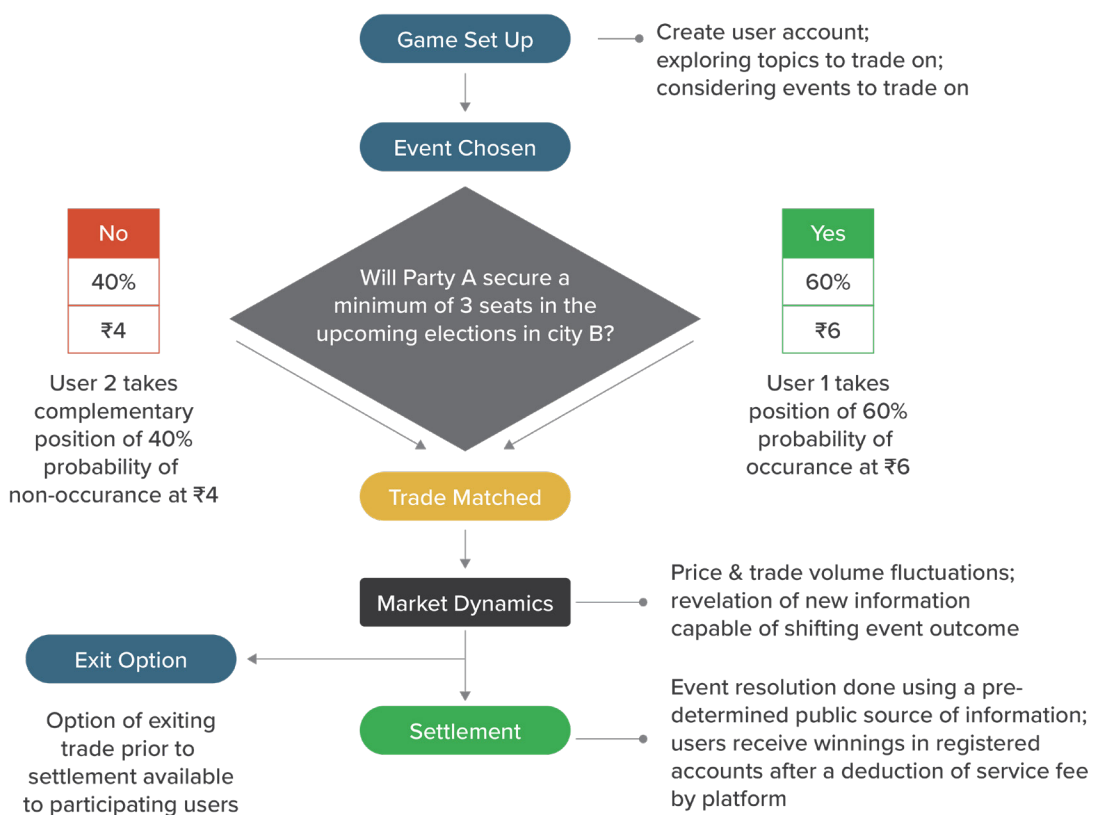 Game Set Up
Create user account;
exploring topics to trade on;
considering events to trade on
Event Chosen
No
40%
₹4
User 2 takes
complementary
position of 40%
probability of
non-occurance at ₹4
Will Party A secure a
minimum of 3 seats in the
upcoming elections in city B?
Yes
60%
₹6
User 1 takes
position of 60%
probability of
occurance at ₹6
Trade Matched
Market Dynamics
Price & trade volume fluctuations;
revelation of new information
capable of shifting event outcome
Exit Option
Option of exiting
trade prior to
settlement available
to participating users
Settlement
Event resolution done using a pre-
determined public source of information;
users receive winnings in registered
accounts after a deduction of service fee
by platform